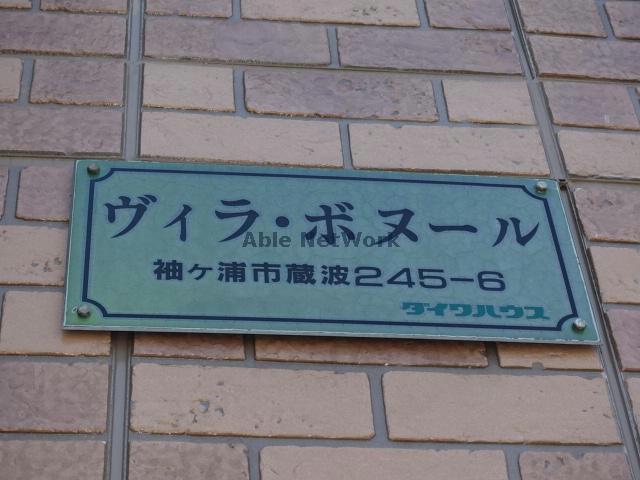 ヴィラ・ボヌール
Able NetWork
袖ヶ浦市蔵波245-6
ダイワハウス